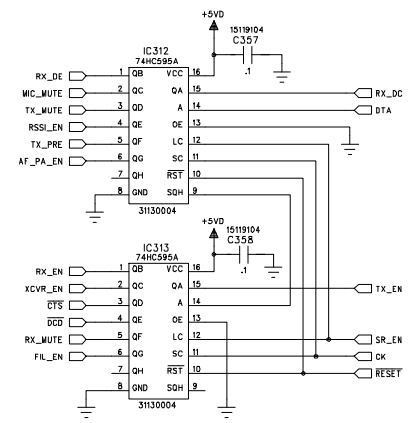 +5VD
15119104
C357
.1
IC312
74HC595A
RX_DE 1 QB VCC 16
MIC_MUTE 2 QC QA 15 RX_DC
TX_MUTE 3 QD A 14 DTA
RSSI_EN 4 QE OE 13
TX_PRE 5 QF LC 12
AF_PA_EN 6 QG SC 11
7 QH RST 10
8 GND SQH 9
31130004
+5VD
15119104
C358
.1
IC313
74HC595A
RX_EN 1 QB VCC 16
XCVR_EN 2 QC QA 15 TX_EN
CTS 3 QD A 14
DCD 4 QE OE 13
RX_MUTE 5 QF LC 12 SR_EN
FIL_EN 6 QG SC 11 CK
7 QH RST 10 RESET
8 GND SQH 9
31130004